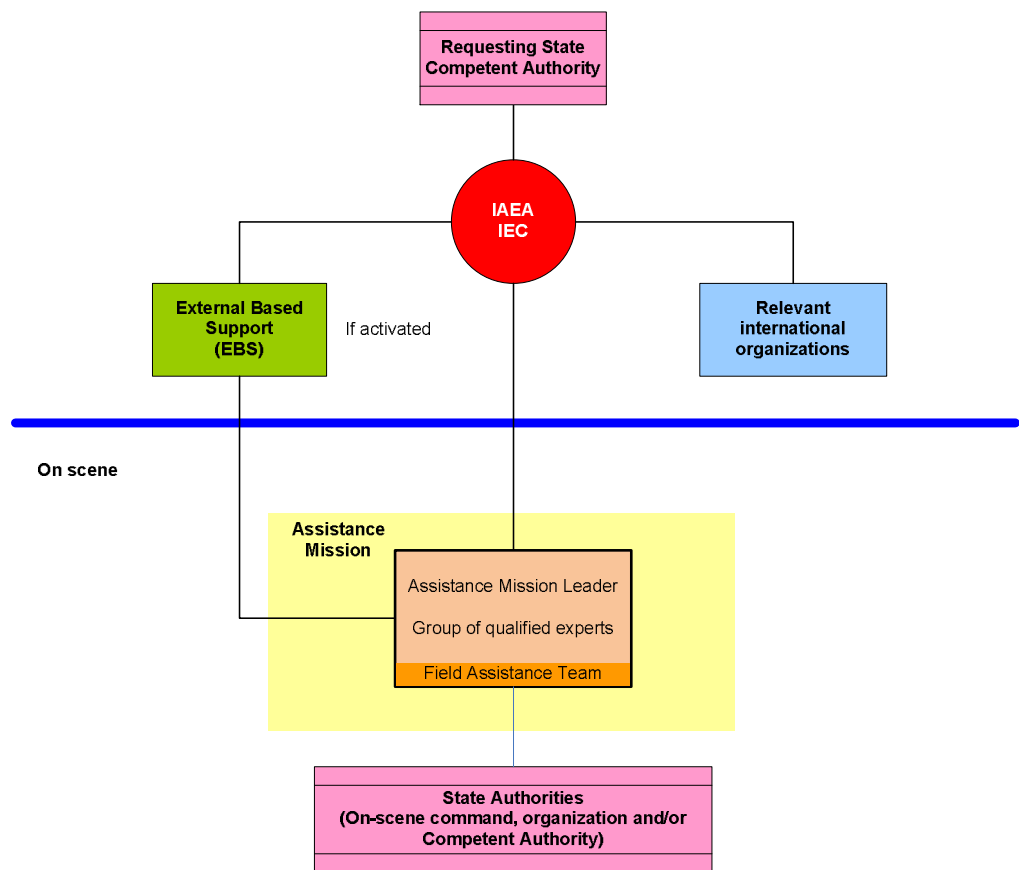 Requesting State
Competent Authority
IAEA
IEC
External Based
Support
(EBS)
If activated
Relevant
international
organizations
On scene
Assistance
Mission
Assistance Mission Leader
Group of qualified experts
Field Assistance Team
State Authorities
(On-scene command, organization and/or
Competent Authority)